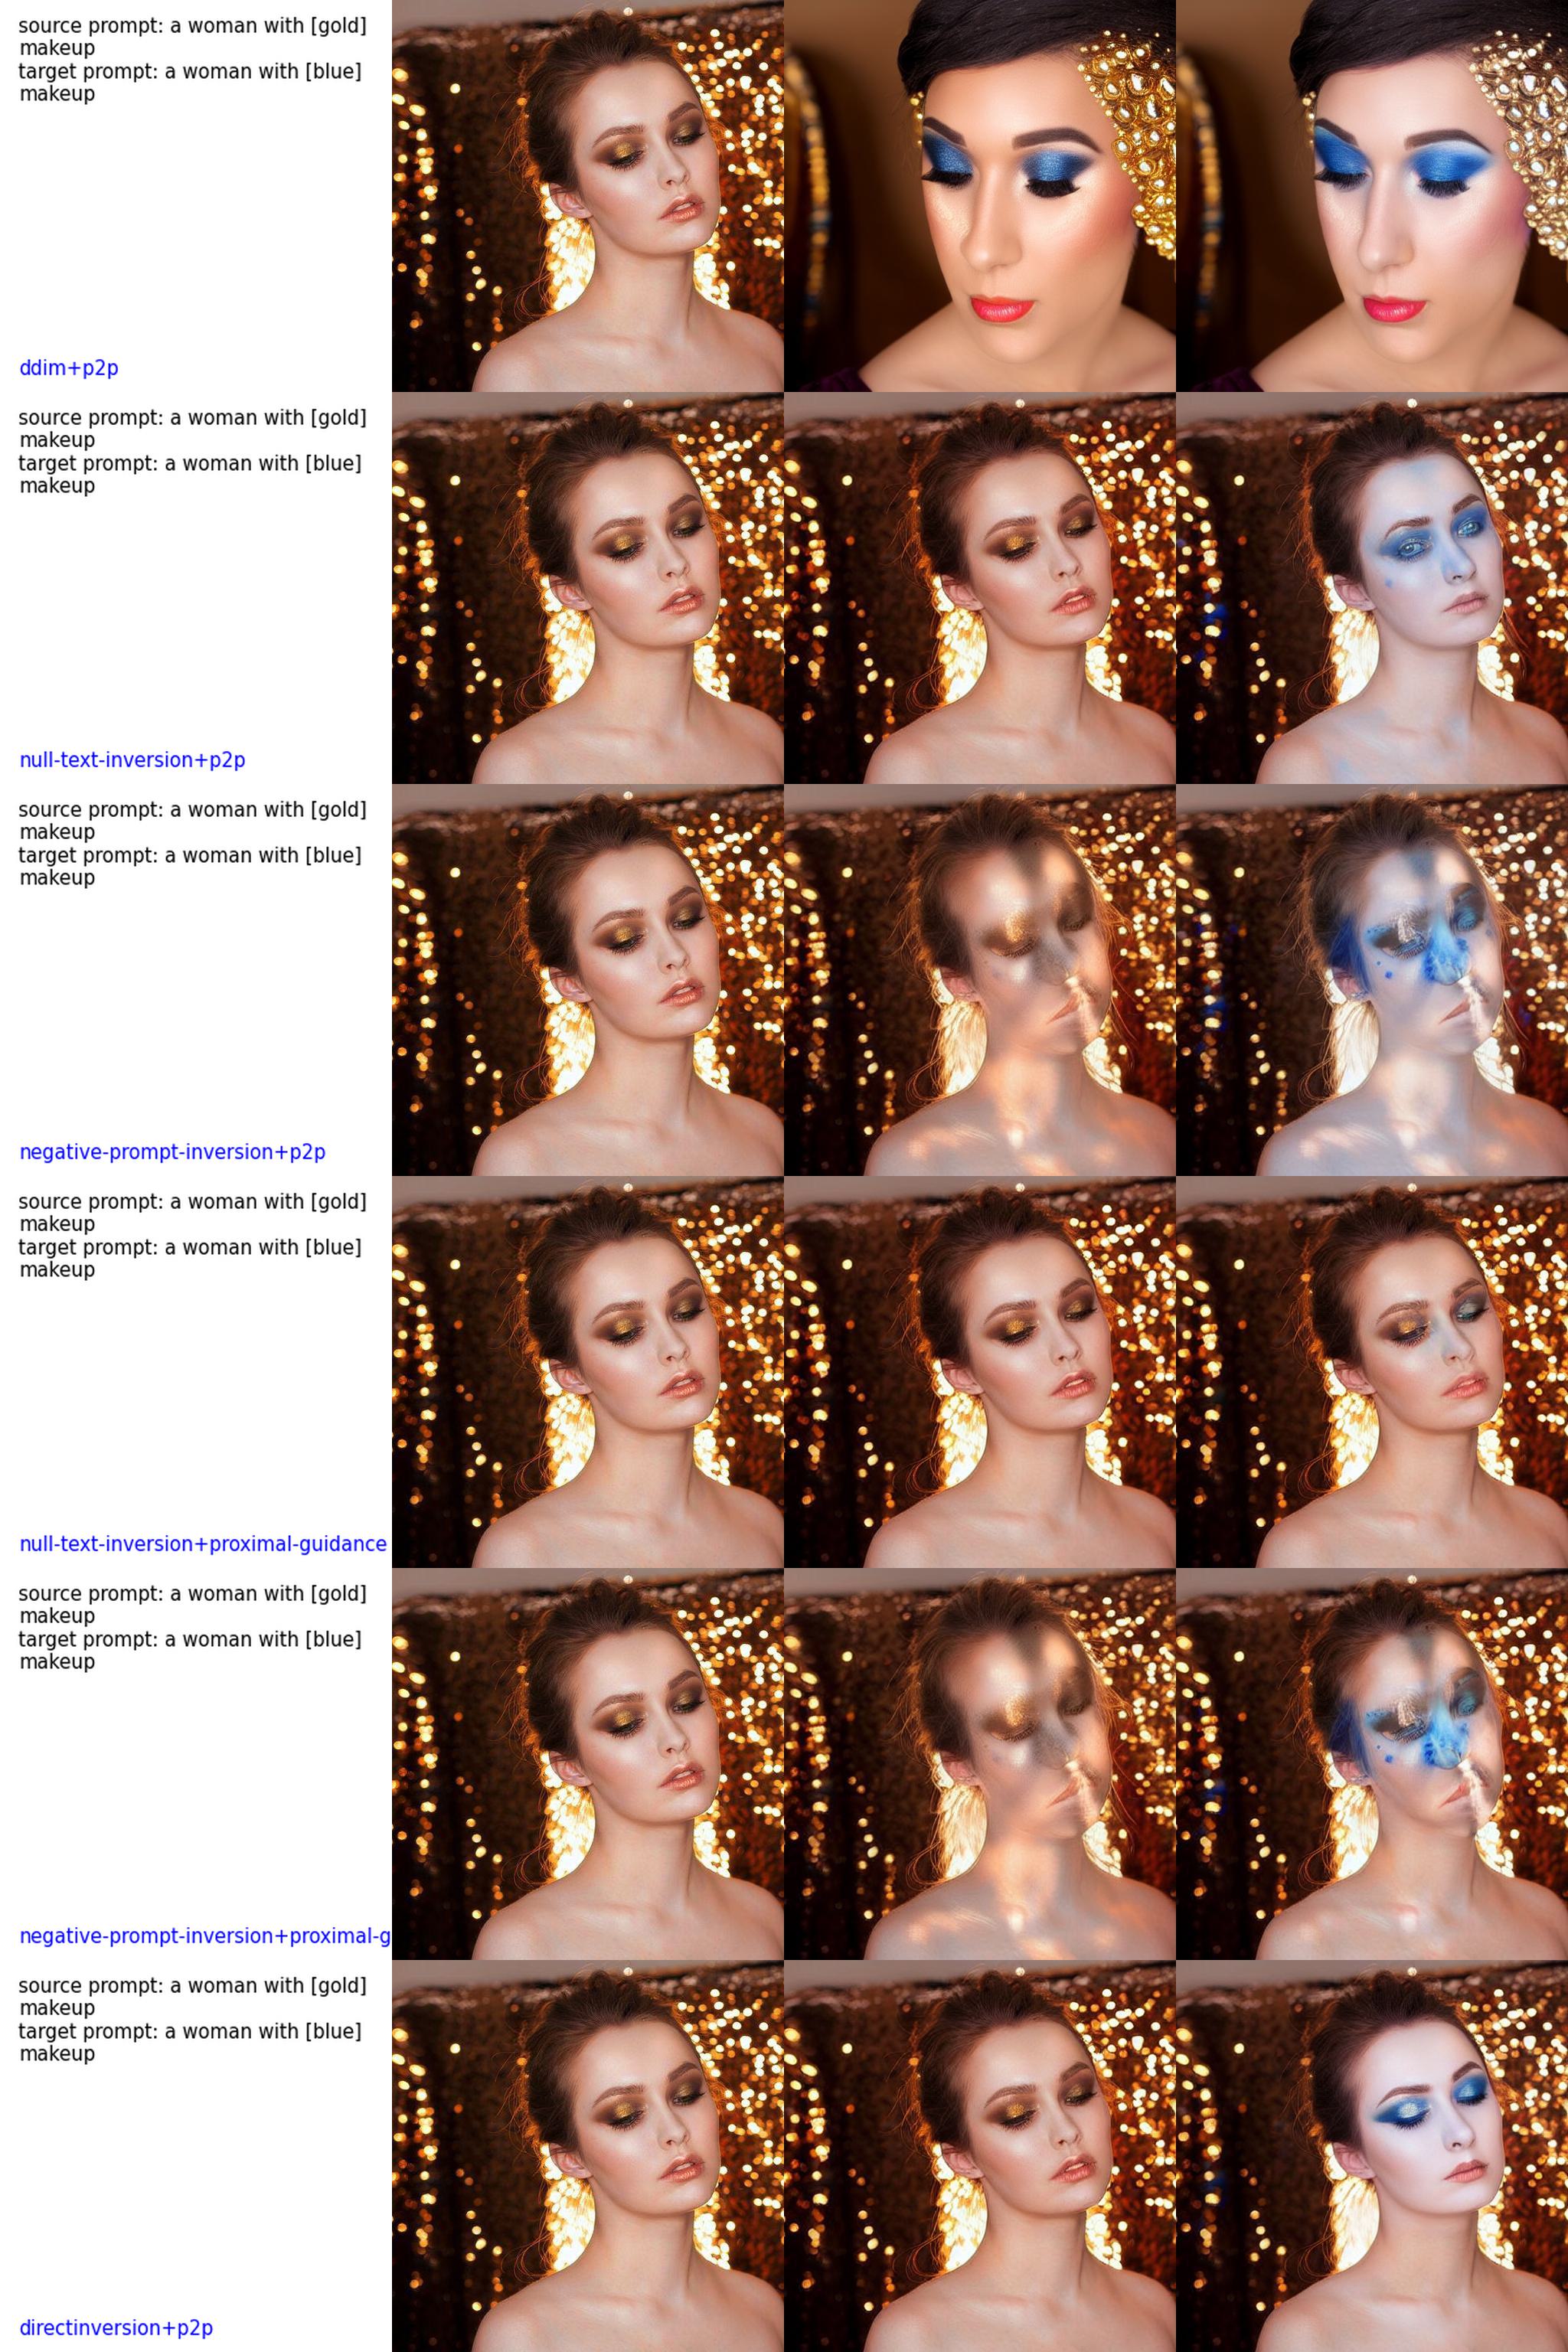 source prompt: a woman with [gold]
makeup
target prompt: a woman with [blue]
makeup
ddim+p2p
source prompt: a woman with [gold]
makeup
target prompt: a woman with [blue]
makeup
null-text-inversion+p2p
source prompt: a woman with [gold]
makeup
target prompt: a woman with [blue]
makeup
negative-prompt-inversion+p2p
source prompt: a woman with [gold]
makeup
target prompt: a woman with [blue]
makeup
null-text-inversion+proximal-guidance
source prompt: a woman with [gold]
makeup
target prompt: a woman with [blue]
makeup
negative-prompt-inversion+proximal-g
source prompt: a woman with [gold]
makeup
target prompt: a woman with [blue]
makeup
directinversion+p2p